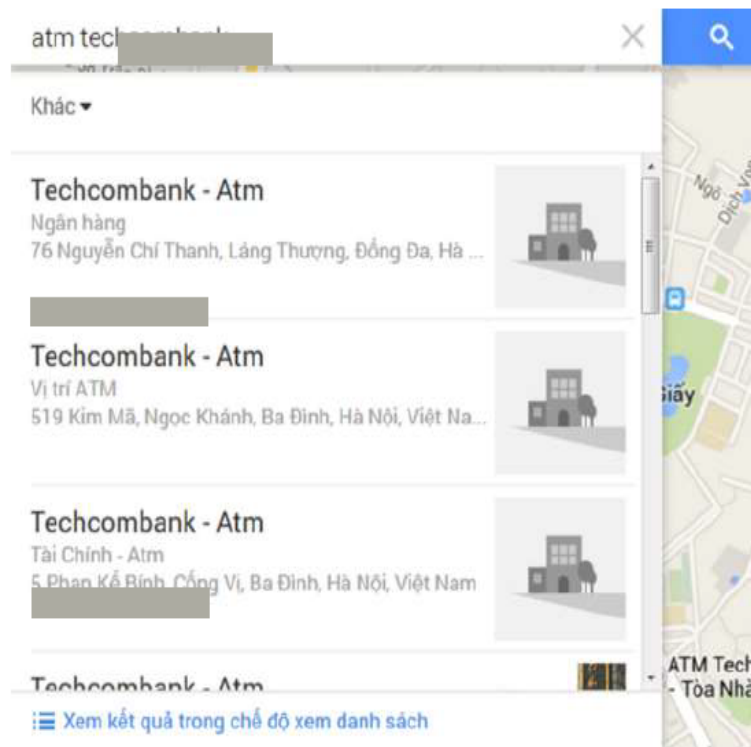 atm tech
Khác
Techcombank - Atm
Ngân hàng
76 Nguyễn Chí Thanh, Láng Thượng, Đống Đa, Hà ...
Techcombank - Atm
Vị trí ATM
519 Kim Mã, Ngọc Khánh, Ba Đình, Hà Nội, Việt Na...
Techcombank - Atm
Tài Chính - Atm
5 Phan Kế Bính, Cống Vị, Ba Đình, Hà Nội, Việt Nam
Techcombank - Atm
Xem kết quả trong chế độ xem danh sách
Ngõ
Dịch Vọn
Giấy
ATM Tech
- Tòa Nhà